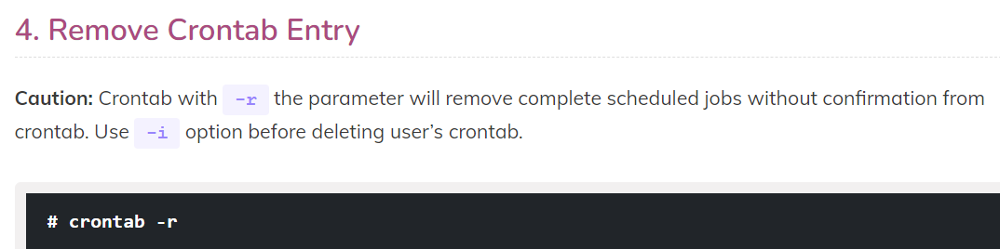 4. Remove Crontab Entry
Caution: Crontab with -r the parameter will remove complete scheduled jobs without confirmation from
crontab. Use -i option before deleting user’s crontab.
# crontab -r